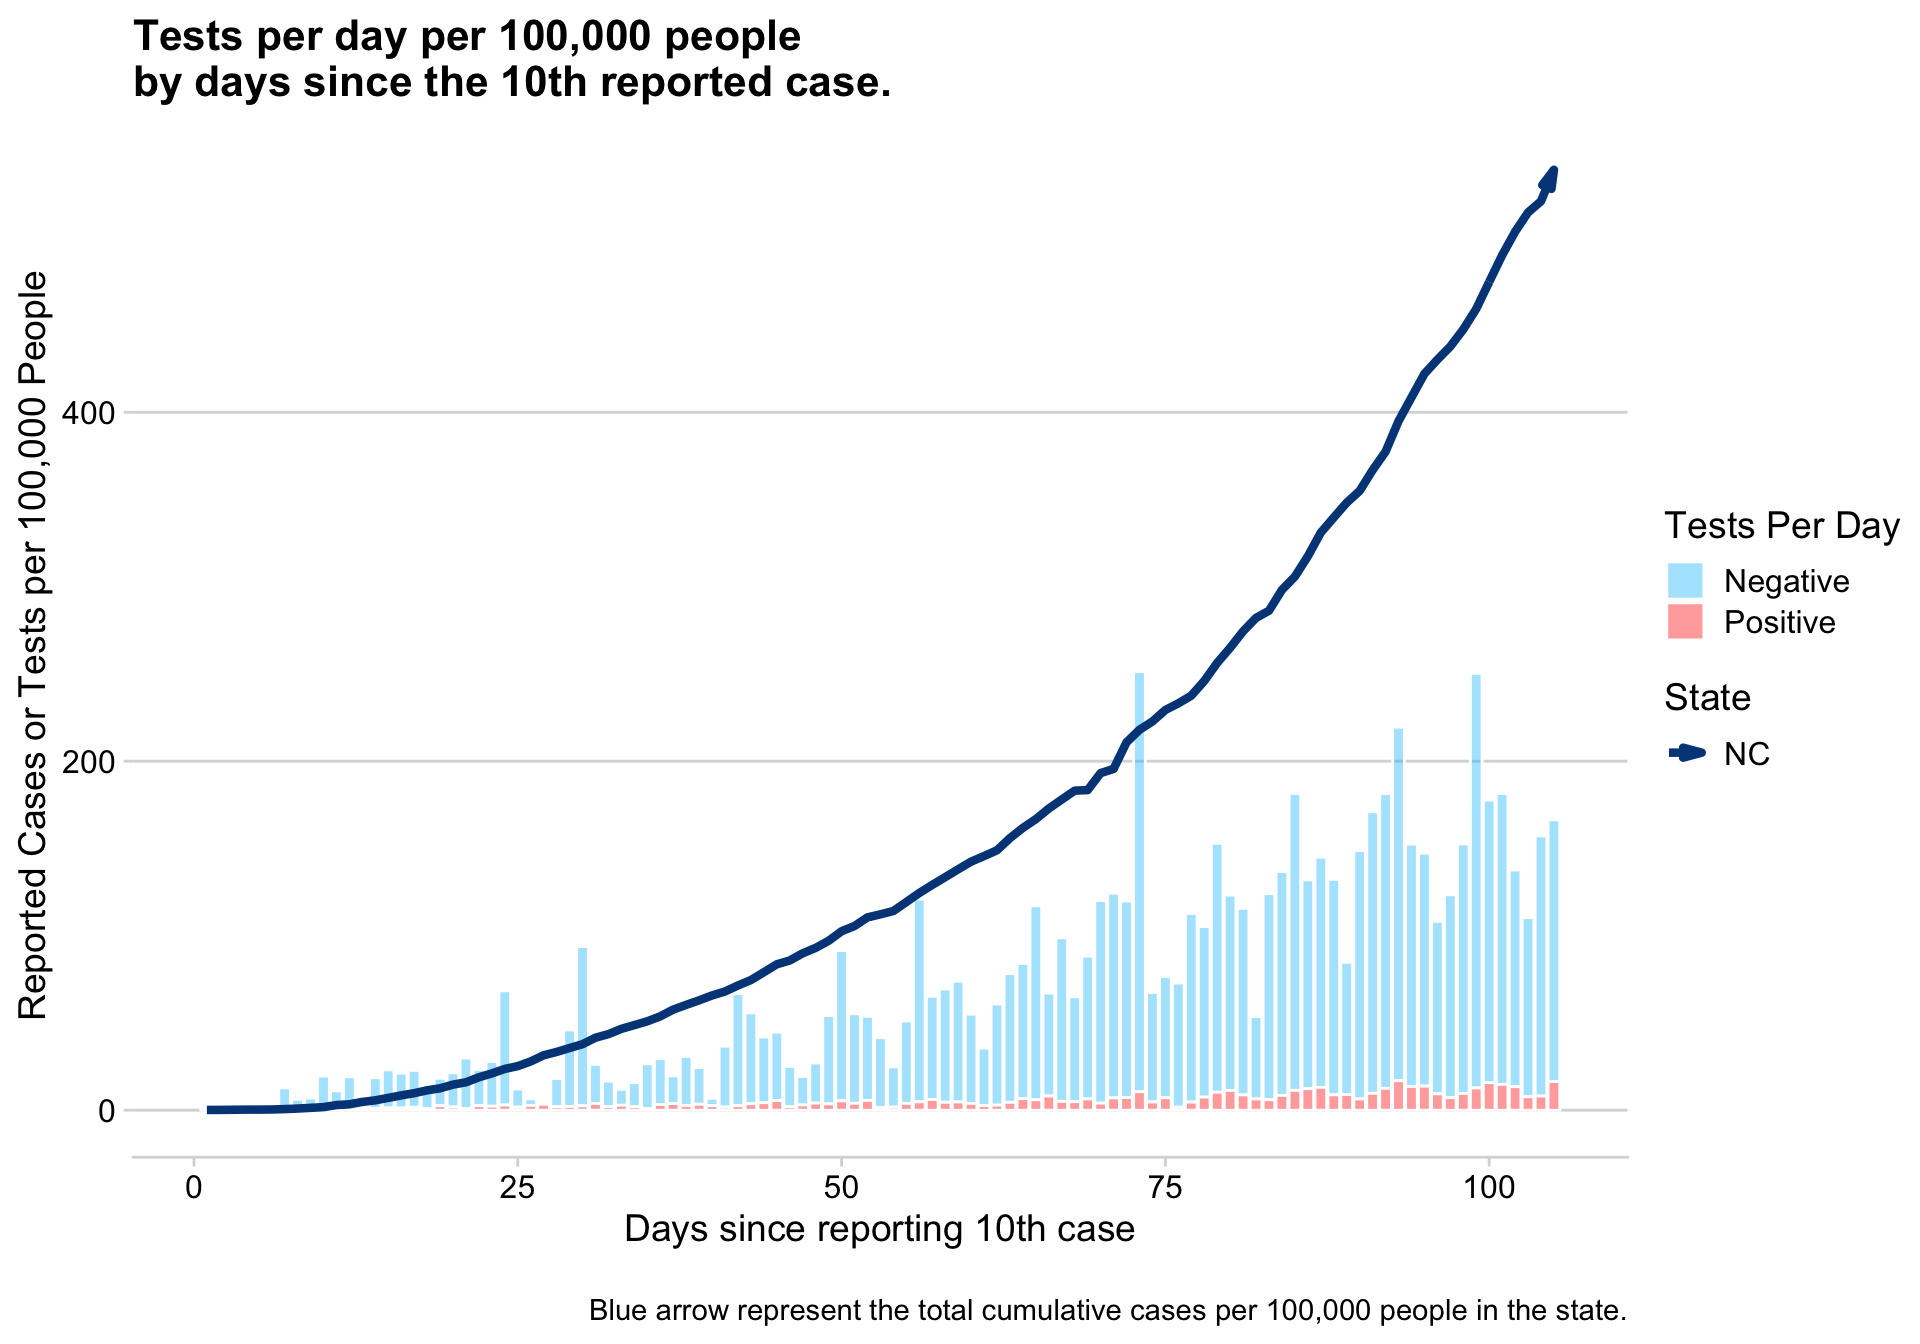 Tests per day per 100,000 people
by days since the 10th reported case.
Reported Cases or Tests per 100,000 People
400
200
0
0 25 50 75 100
Days since reporting 10th case
Tests Per Day
Negative
Positive
State
NC
Blue arrow represent the total cumulative cases per 100,000 people in the state.